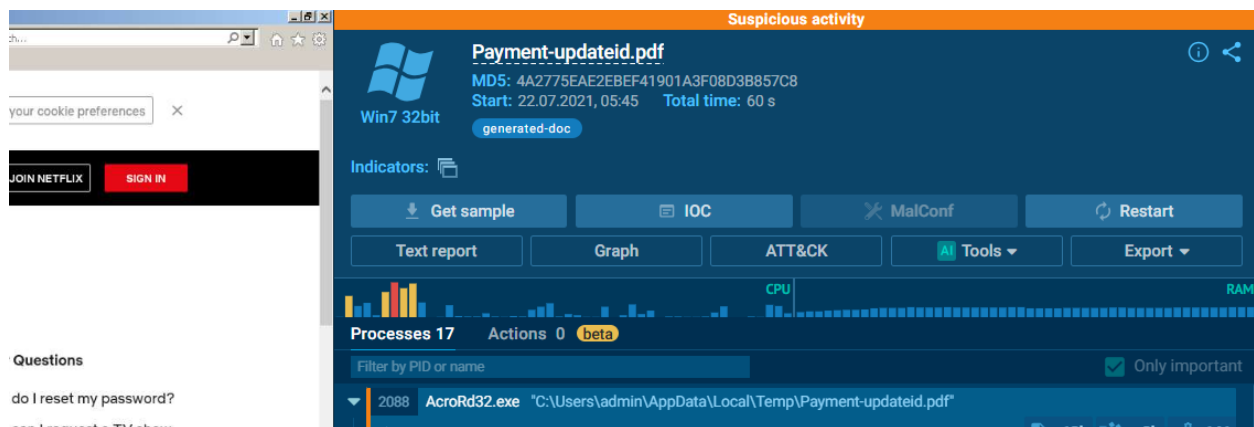 ch...
your cookie preferences
JOIN NETFLIX
SIGN IN
Questions
do I reset my password?
Suspicious activity
Win7 32bit
Payment-updateid.pdf
MD5: 4A2775EAE2EBEF41901A3F08D3B857C8
Start: 22.07.2021, 05:45 Total time: 60 s
generated-doc
Indicators:
Get sample
IOC
MalConf
Restart
Text report
Graph
ATT&CK
AI Tools
Export
CPU
RAM
Processes 17 Actions 0 beta
Filter by PID or name
Only important
2088 AcroRd32.exe "C:\Users\admin\AppData\Local\Temp\Payment-updateid.pdf"